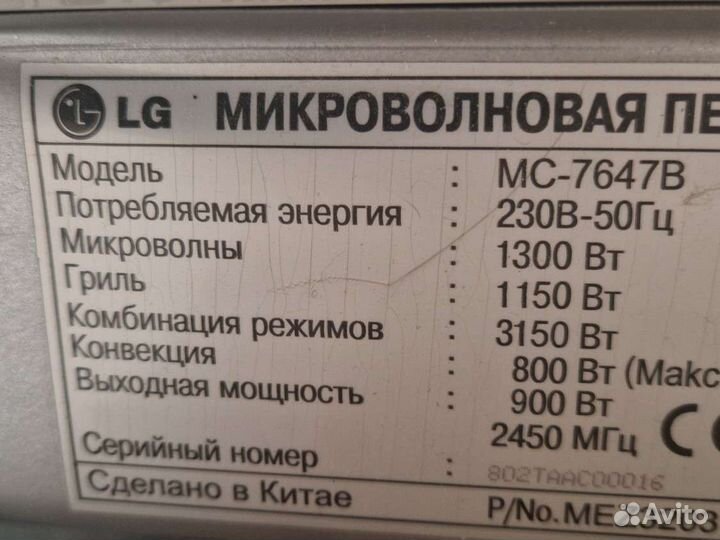 LG МИКРОВОЛНОВАЯ ПЕ
Модель : MC-7647B
Потребляемая энергия : 230В-50Гц
Микроволны : 1300 Вт
Гриль : 1150 Вт
Комбинация режимов : 3150 Вт
Конвекция : 800 Вт (Макс
Выходная мощность : 900 Вт
2450 МГц CE
Серийный номер : 802TAAC00016
Сделано в Китае P/No.
Avito